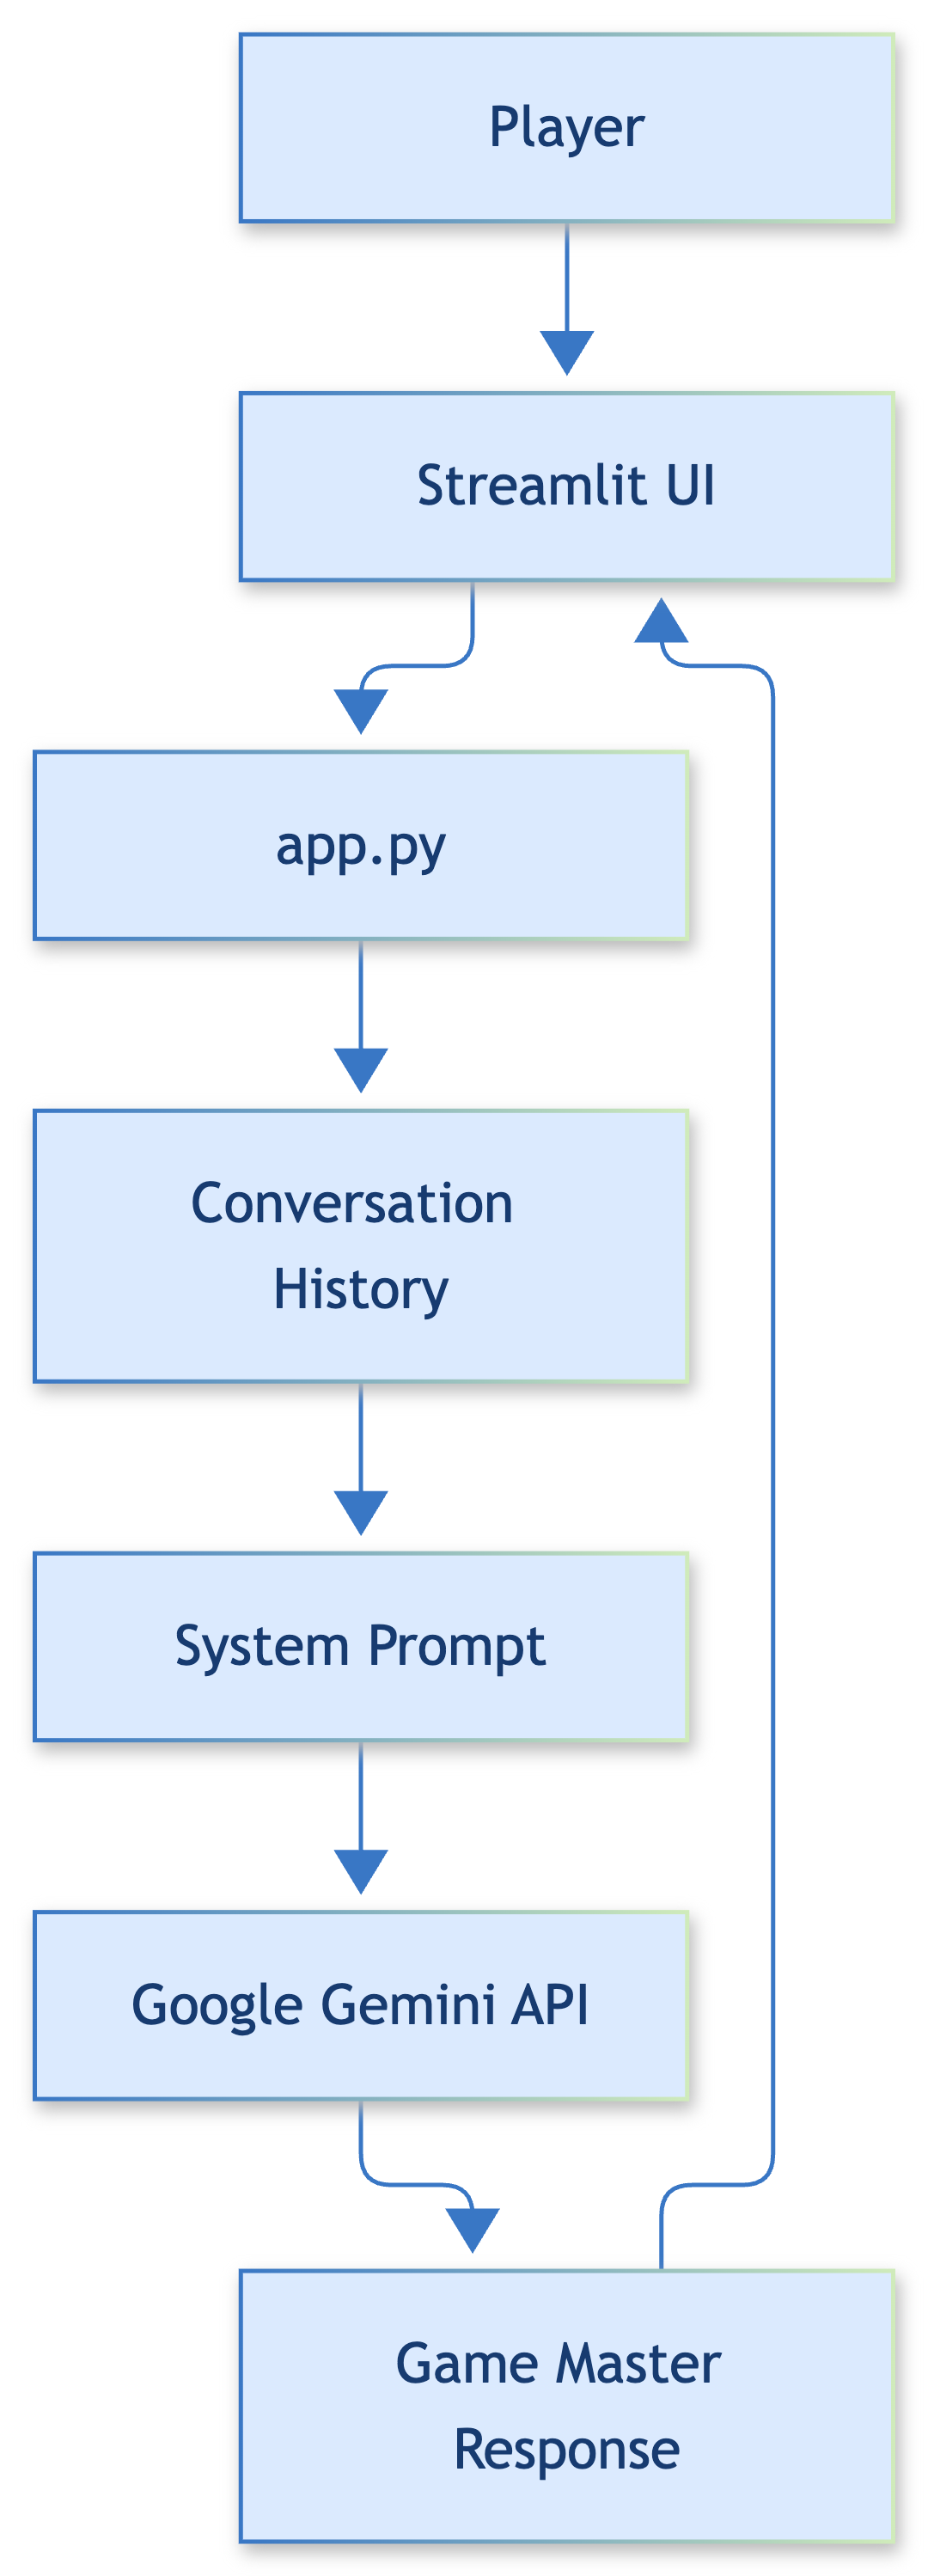 Player
Streamlit UI
app.py
Conversation
History
System Prompt
Google Gemini API
Game Master
Response